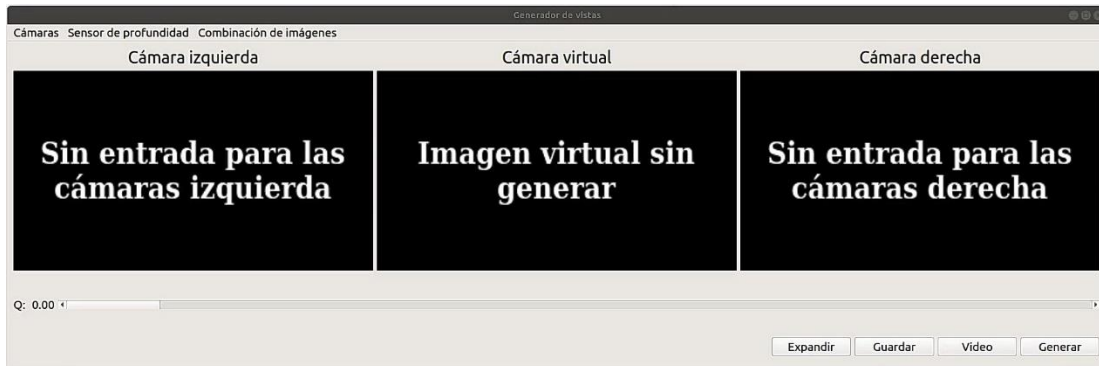 Generador de vistas
Cámaras Sensor de profundidad Combinación de imágenes
Cámara izquierda
Cámara virtual
Cámara derecha
Sin entrada para las
cámaras izquierda
Imagen virtual sin
generar
Sin entrada para las
cámaras derecha
Q: 0.00
Expandir
Guardar
Video
Generar